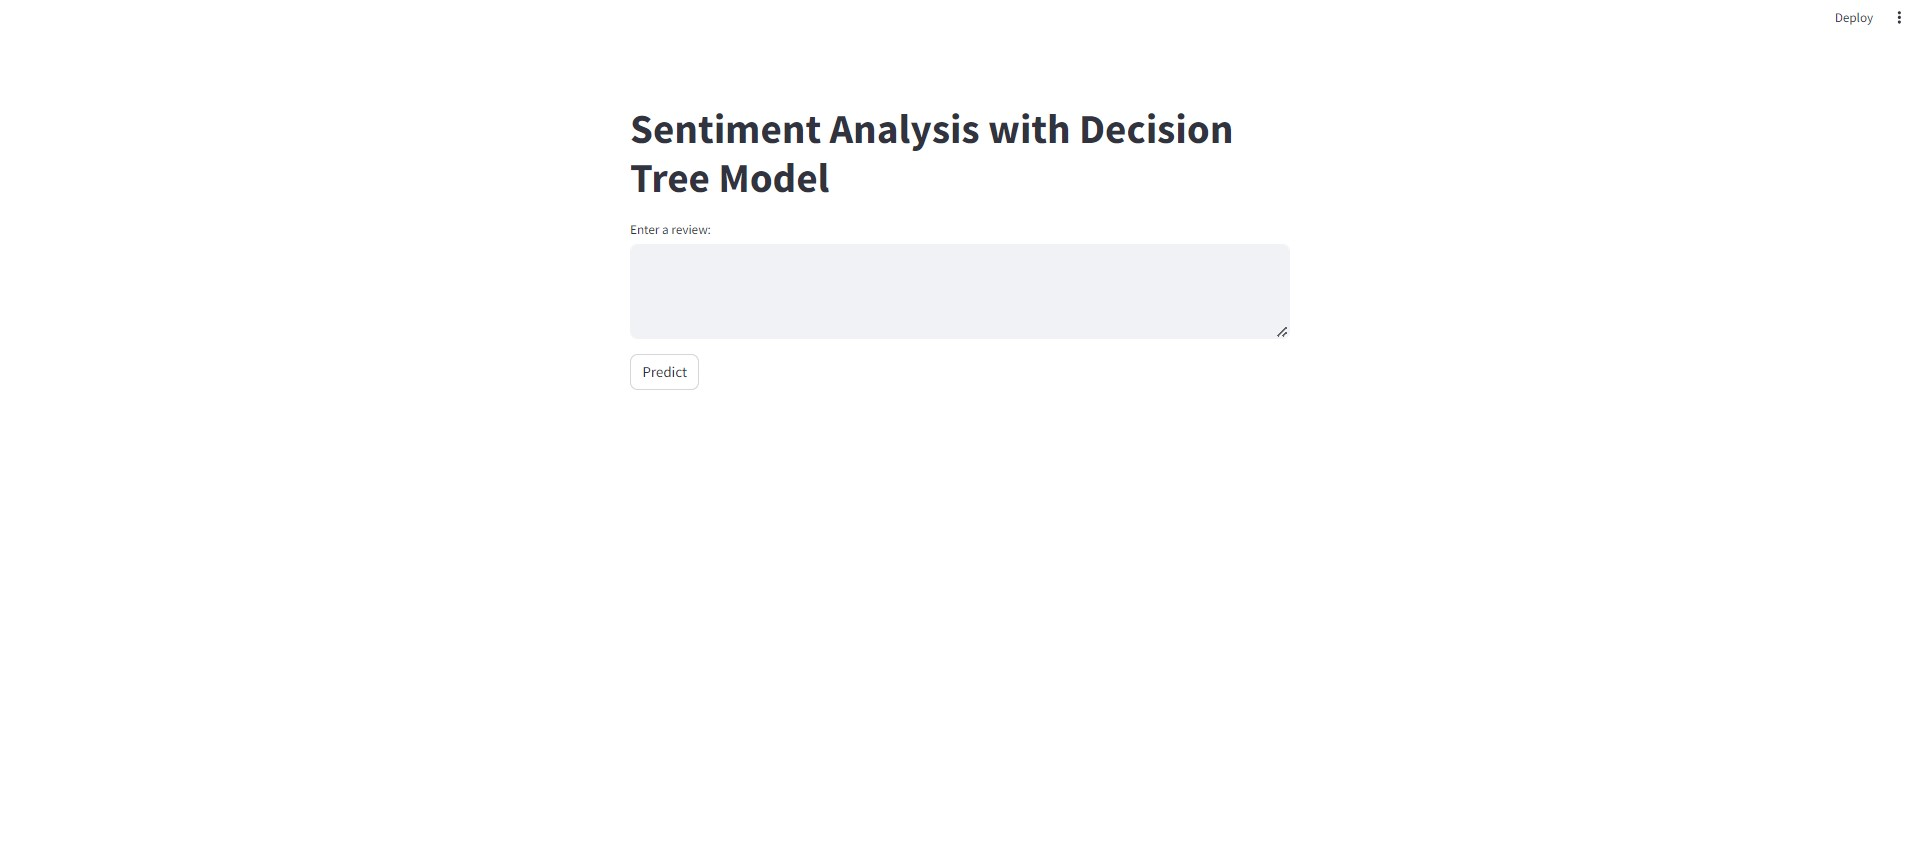 Deploy
Sentiment Analysis with Decision
Tree Model
Enter a review:
Predict